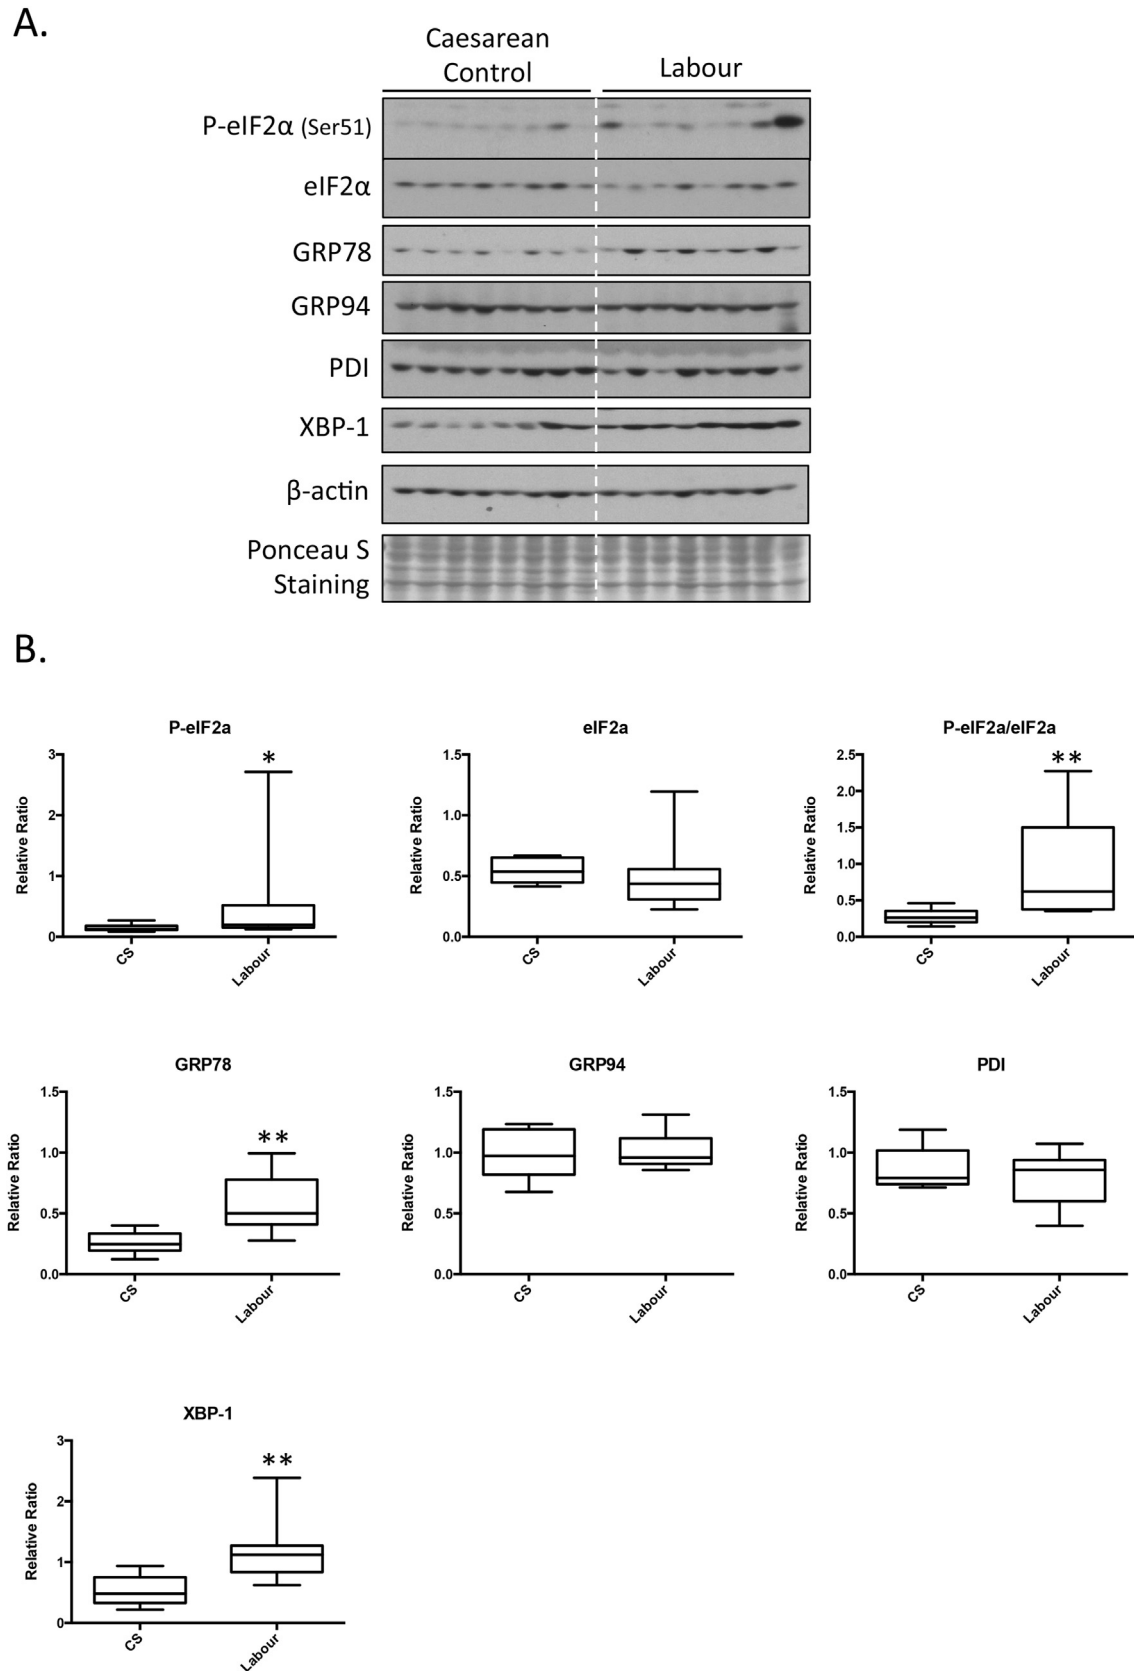 A.
Caesarean
Control
Labour
P-eIF2α (Ser51)
eIF2α
GRP78
GRP94
PDI
XBP-1
β-actin
Ponceau S
Staining
B.
P-eIF2a
3
2
1
0
Relative Ratio
*
CS
Labour
eIF2a
1.5
1.0
0.5
0.0
Relative Ratio
CS
Labour
P-eIF2a/eIF2a
2.5
2.0
1.5
1.0
0.5
0.0
Relative Ratio
**
CS
Labour
GRP78
1.5
1.0
0.5
0.0
Relative Ratio
**
CS
Labour
GRP94
1.5
1.0
0.5
0.0
Relative Ratio
CS
Labour
PDI
1.5
1.0
0.5
0.0
Relative Ratio
CS
Labour
XBP-1
3
2
1
0
Relative Ratio
**
CS
Labour